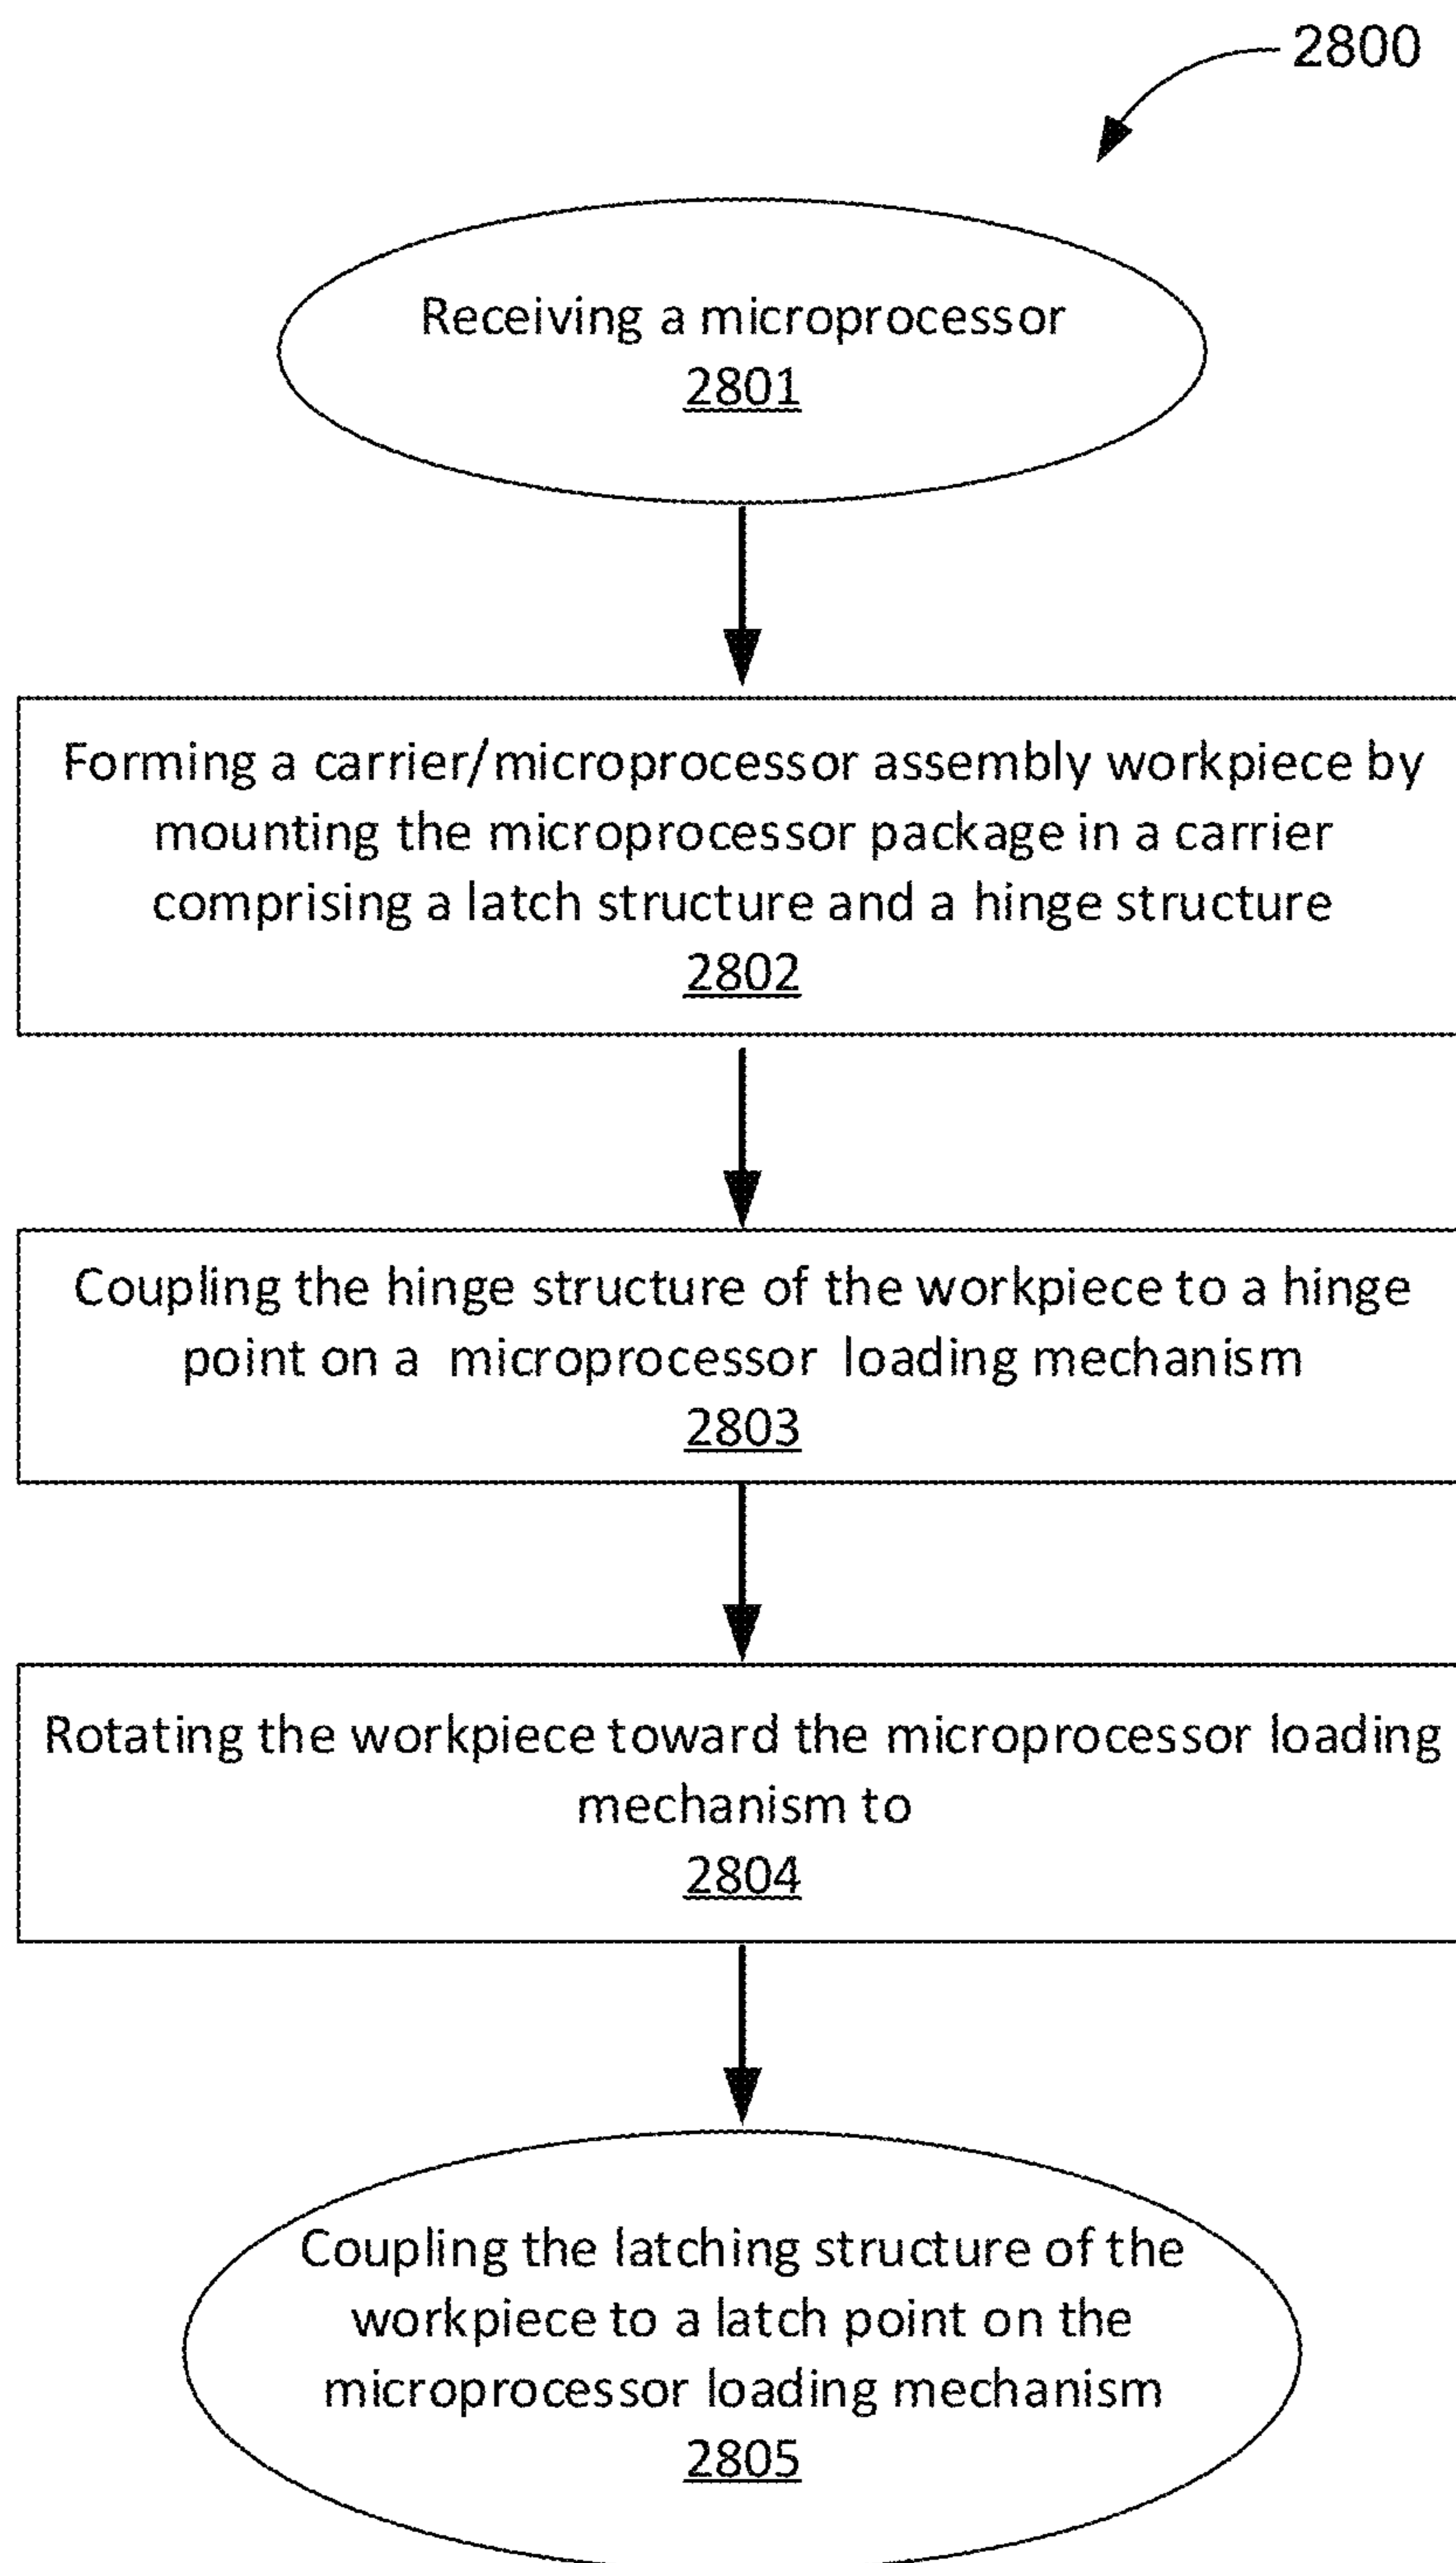 2800
Receiving a microprocessor
2801
Forming a carrier/microprocessor assembly workpiece by
mounting the microprocessor package in a carrier
comprising a latch structure and a hinge structure
2802
Coupling the hinge structure of the workpiece to a hinge
point on a microprocessor loading mechanism
2803
Rotating the workpiece toward the microprocessor loading
mechanism to
2804
Coupling the latching structure of the
workpiece to a latch point on the
microprocessor loading mechanism
2805